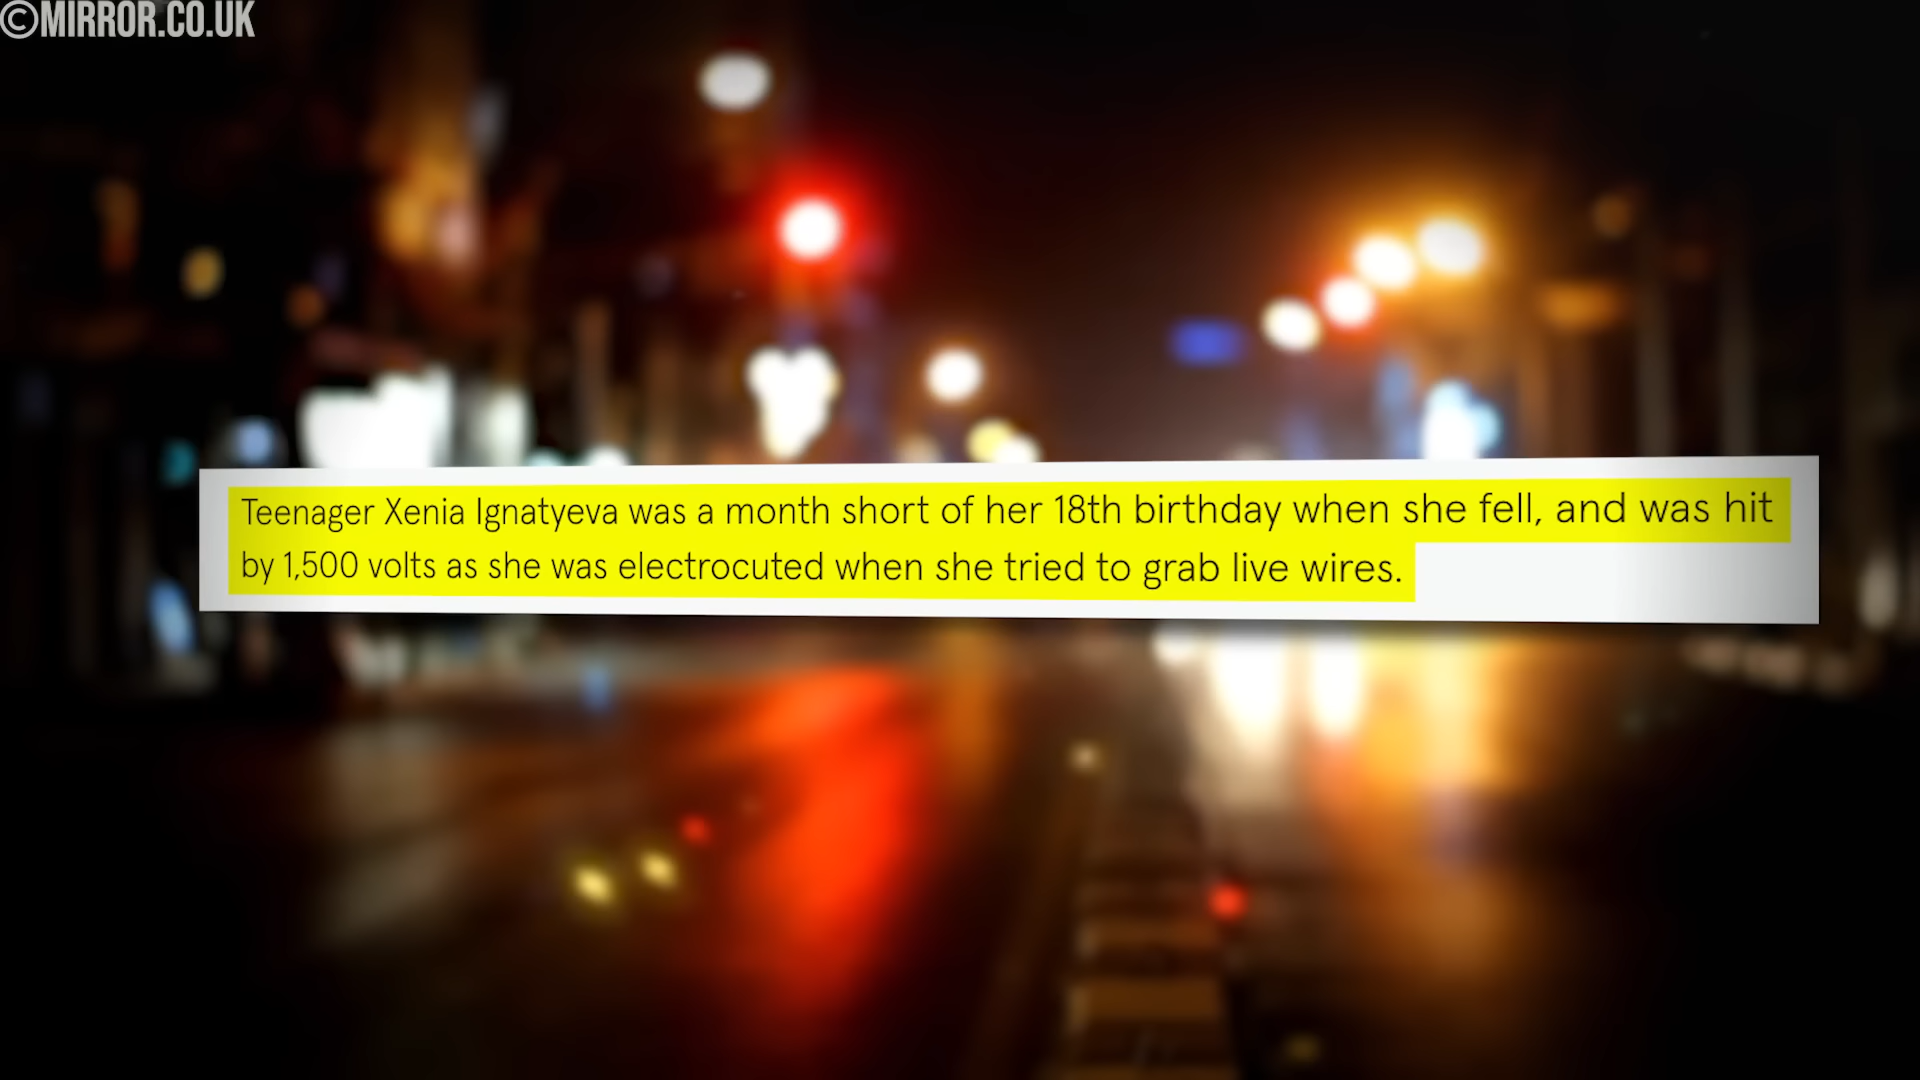 ©MIRROR.CO.UK
Teenager Xenia Ignatyeva was a month short of her 18th birthday when she fell, and was hit
by 1,500 volts as she was electrocuted when she tried to grab live wires.